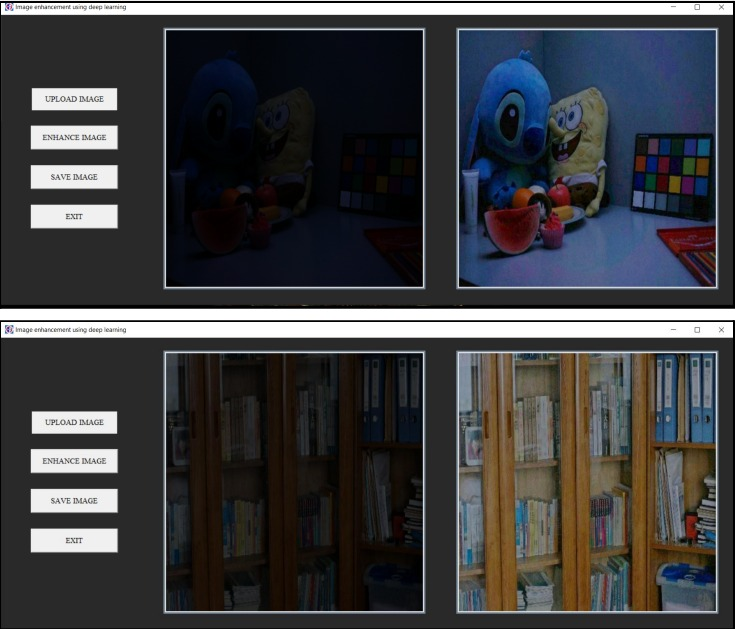 Image enhancement using deep learning
UPLOAD IMAGE
ENHANCE IMAGE
SAVE IMAGE
EXIT
Image enhancement using deep learning
UPLOAD IMAGE
ENHANCE IMAGE
SAVE IMAGE
EXIT